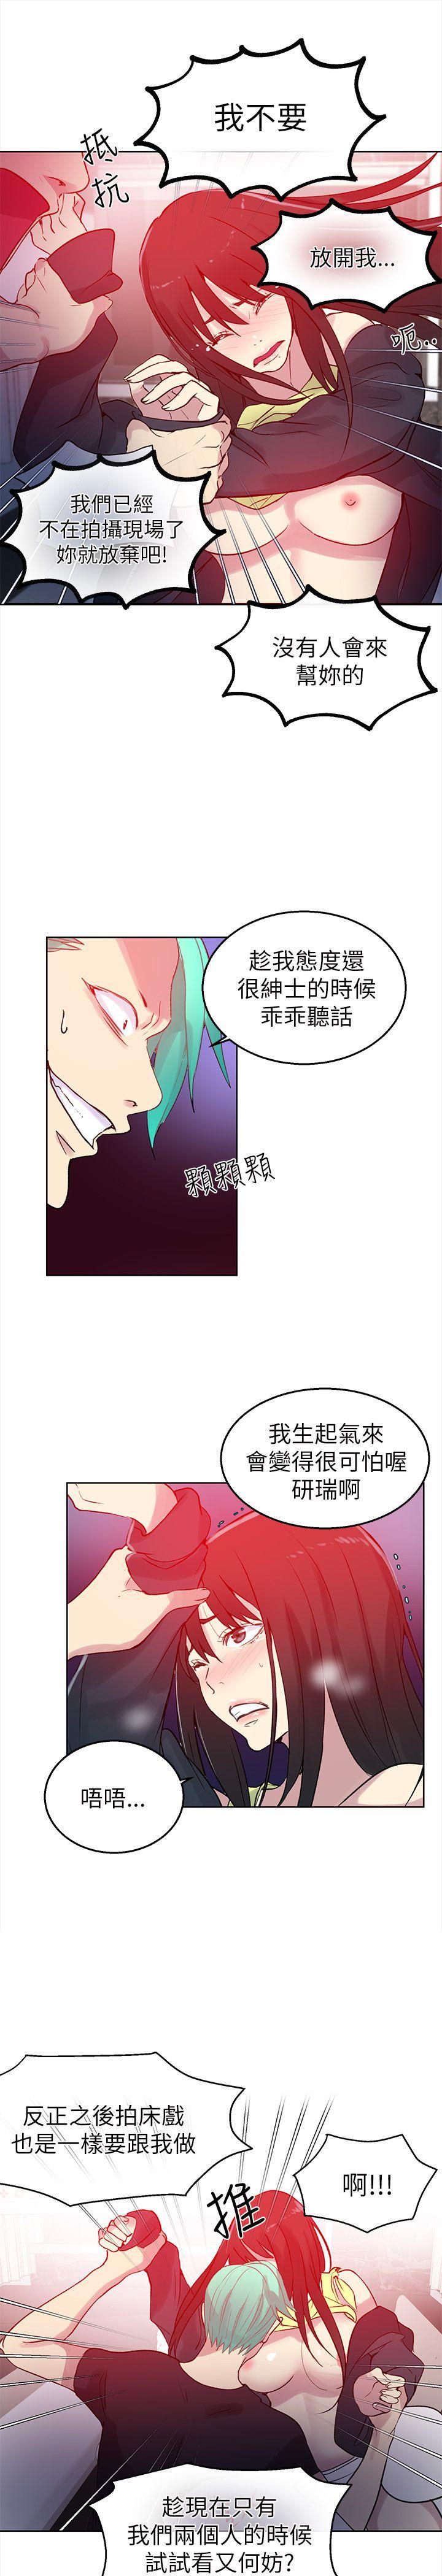 我不要
抵抗
放開我…
呃..
我們已經
不在拍攝現場了
妳就放棄吧!
沒有人會來
幫妳的
趁我態度還
很紳士的時候
乖乖聽話
顆顆顆
我生起氣來
會變得很可怕喔
研瑞啊
唔唔…
反正之後拍床戲
也是一樣要跟我做
推
啊!!!
趁現在只有
我們兩個人的時候
試試看又何妨?